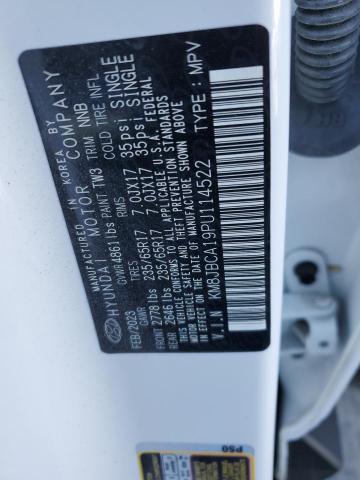 MANUFACTURED IN KOREA BY
HYUNDAI MOTOR COMPANY
GVWR 4861lbs PAINT TW3 TRIM NNB
FEB/2023 GAWR TIRES RIMS COLD TIRE INFL.
FRONT 2778 lbs 235/65R17 7.0JX17 35psi SINGLE
REAR 2646 lbs 235/65R17 7.0JX17 35psi SINGLE
THIS VEHICLE CONFORMS TO ALL APPLICABLE U.S.A. FEDERAL
MOTOR VEHICLE SAFETY, BUMPER, AND THEFT PREVENTION STANDARDS
IN EFFECT ON THE DATE OF MANUFACTURE SHOWN ABOVE.
V.I.N KM8JBCA19PU114522 TYPE : MPV
P50